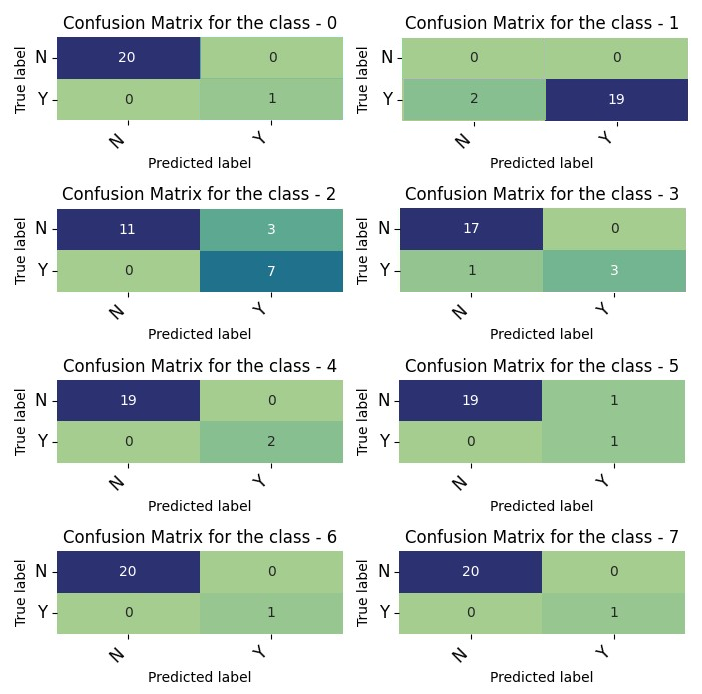 Confusion Matrix for the class - 0
True label
N 20 0
Y 0 1
N Y
Predicted label
Confusion Matrix for the class - 1
True label
N 0 0
Y 2 19
N Y
Predicted label
Confusion Matrix for the class - 2
True label
N 11 3
Y 0 7
N Y
Predicted label
Confusion Matrix for the class - 3
True label
N 17 0
Y 1 3
N Y
Predicted label
Confusion Matrix for the class - 4
True label
N 19 0
Y 0 2
N Y
Predicted label
Confusion Matrix for the class - 5
True label
N 19 1
Y 0 1
N Y
Predicted label
Confusion Matrix for the class - 6
True label
N 20 0
Y 0 1
N Y
Predicted label
Confusion Matrix for the class - 7
True label
N 20 0
Y 0 1
N Y
Predicted label